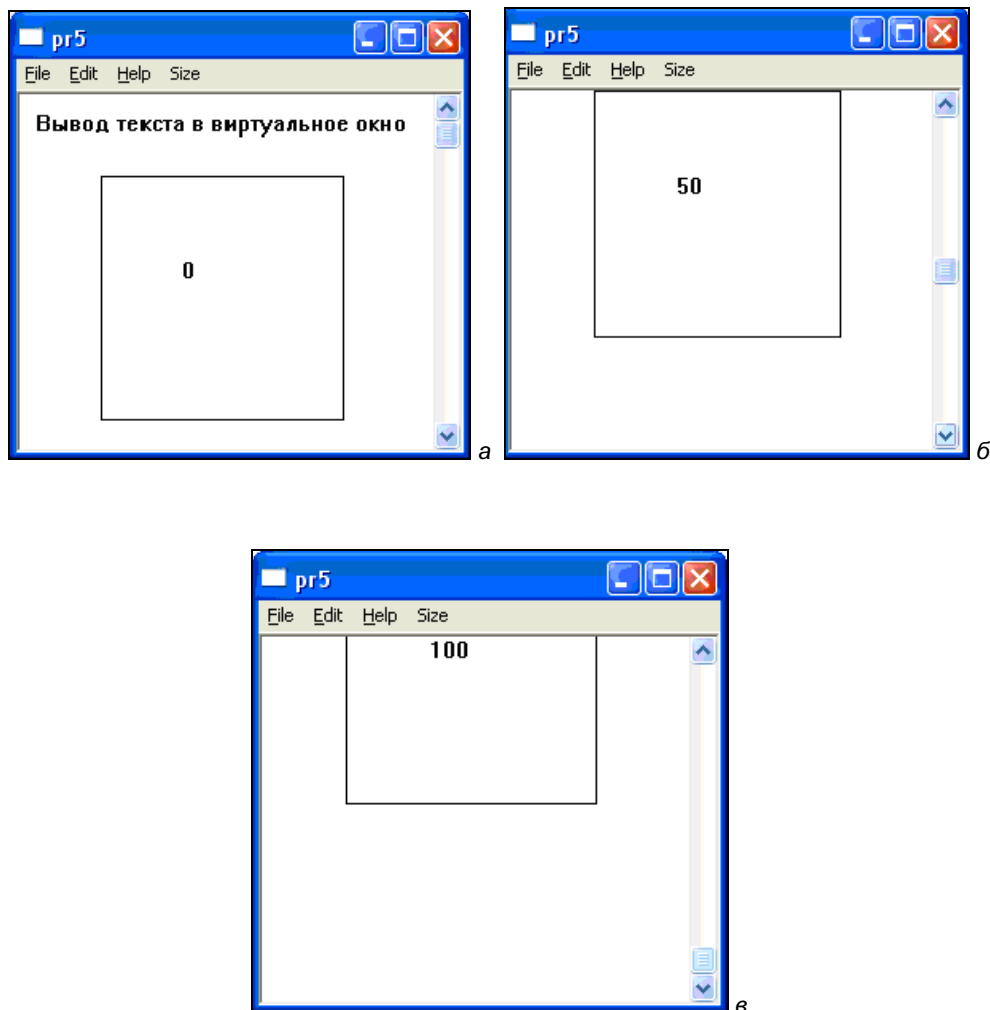 pr5
File Edit Help Size
Вывод текста в виртуальное окно
0
а
pr5
File Edit Help Size
50
б
pr5
File Edit Help Size
100
в